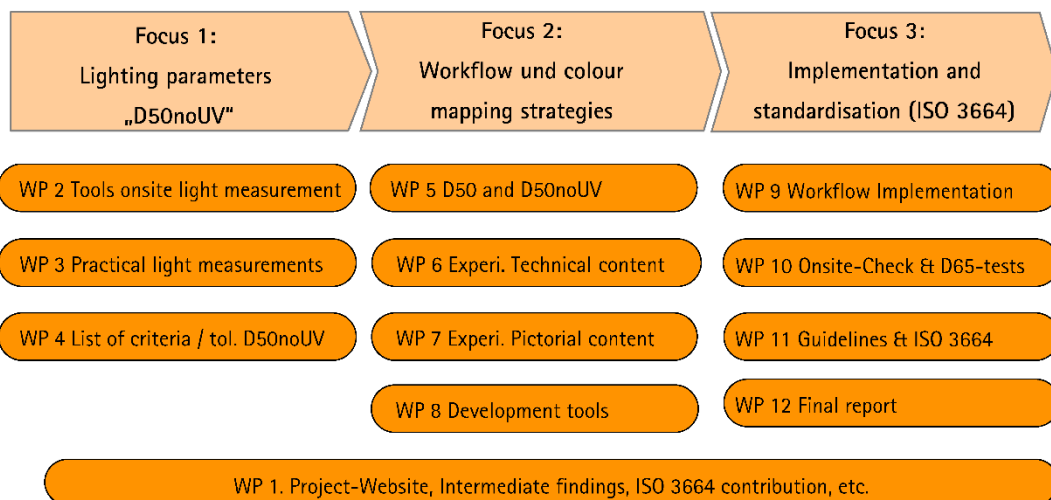 Focus 1:
Lighting parameters
„D50noUV“
Focus 2:
Workflow und colour
mapping strategies
Focus 3:
Implementation and
standardisation (ISO 3664)
WP 2 Tools onsite light measurement
WP 3 Practical light measurements
WP 4 List of criteria / tol. D50noUV
WP 5 D50 and D50noUV
WP 6 Experi. Technical content
WP 7 Experi. Pictorial content
WP 8 Development tools
WP 9 Workflow Implementation
WP 10 Onsite-Check & D65-tests
WP 11 Guidelines & ISO 3664
WP 12 Final report
WP 1. Project-Website, Intermediate findings, ISO 3664 contribution, etc.